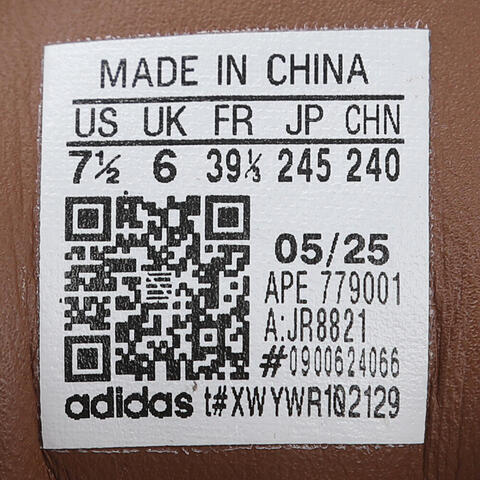 MADE IN CHINA
US UK FR JP CHN
7½ 6 39⅓ 245 240
05/25
APE 779001
A:JR8821
#0900624066
adidas t#XWYWR1Q2129